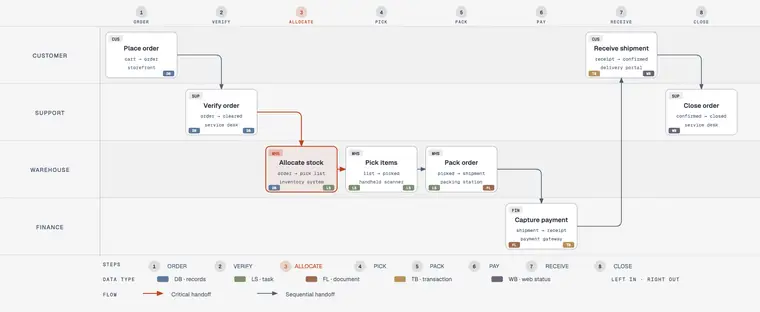 1 2 3 4 5 6 7 8
ORDER VERIFY ALLOCATE PICK PACK PAY RECEIVE CLOSE
CUSTOMER
CUS
Place order
cart → order
storefront
DB
CUS
Receive shipment
receipt → confirmed
delivery portal
TB WB
SUPPORT
SUP
Verify order
order → cleared
service desk
DB DB
SUP
Close order
confirmed → closed
service desk
WB
WAREHOUSE
WHS
Allocate stock
order → pick list
inventory system
DB LS
WHS
Pick items
list → picked
handheld scanner
LS LS
WHS
Pack order
picked → shipment
packing station
LS FL
FINANCE
FIN
Capture payment
shipment → receipt
payment gateway
FL TB
STEPS 1 ORDER 2 VERIFY 3 ALLOCATE 4 PICK 5 PACK 6 PAY 7 RECEIVE 8 CLOSE
DATA TYPE DB · records LS · task FL · document TB · transaction WB · web status LEFT IN · RIGHT OUT
FLOW Critical handoff Sequential handoff